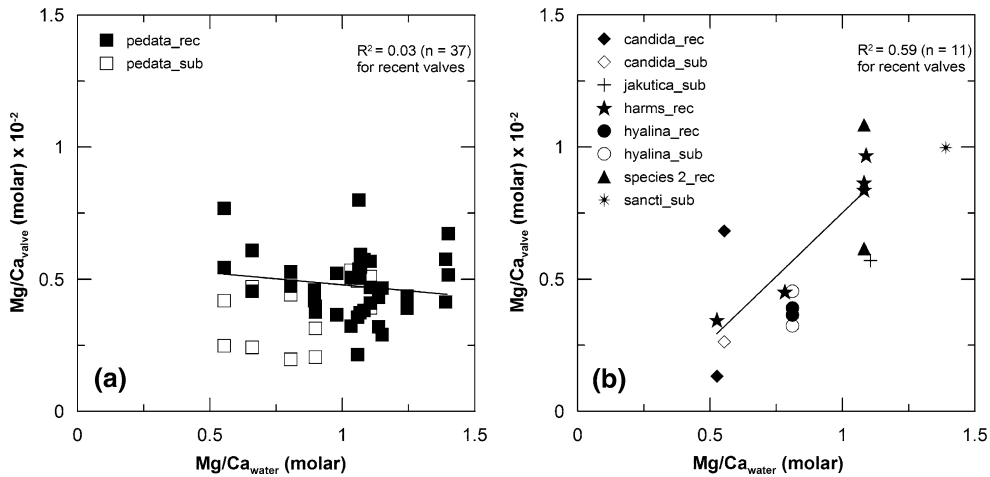 1.5
1
0.5
0
Mg/Ca_valve (molar) x 10⁻²
pedata_rec
pedata_sub
R² = 0.03 (n = 37)
for recent valves
(a)
0 0.5 1 1.5
Mg/Ca_water (molar)
1.5
1
0.5
0
Mg/Ca_valve (molar) x 10⁻²
candida_rec
candida_sub
jakutica_sub
harms_rec
hyalina_rec
hyalina_sub
species 2_rec
sancti_sub
R² = 0.59 (n = 11)
for recent valves
(b)
0 0.5 1 1.5
Mg/Ca_water (molar)